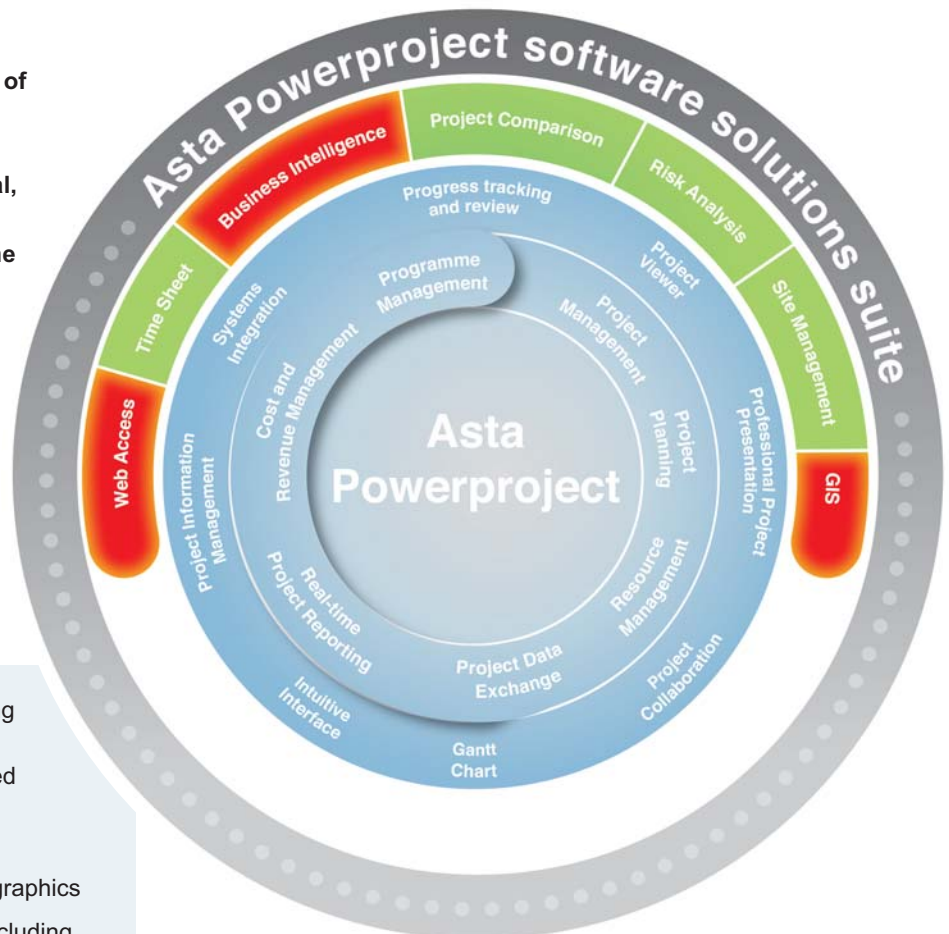 of
al,
ne
Asta Powerproject software solutions suite
Web Access
Time Sheet
Business Intelligence
Project Comparison
Risk Analysis
Site Management
GIS
Progress tracking
and review
Project
Viewer
Professional Project
Presentation
Project
Collaboration
Gantt
Chart
Intuitive
Interface
Project Information
Management
Systems
Integration
Programme
Management
Project
Management
Project
Planning
Resource
Management
Project Data
Exchange
Real-time
Project Reporting
Cost and
Revenue Management
Asta
Powerproject
ng
ed
graphics
cluding